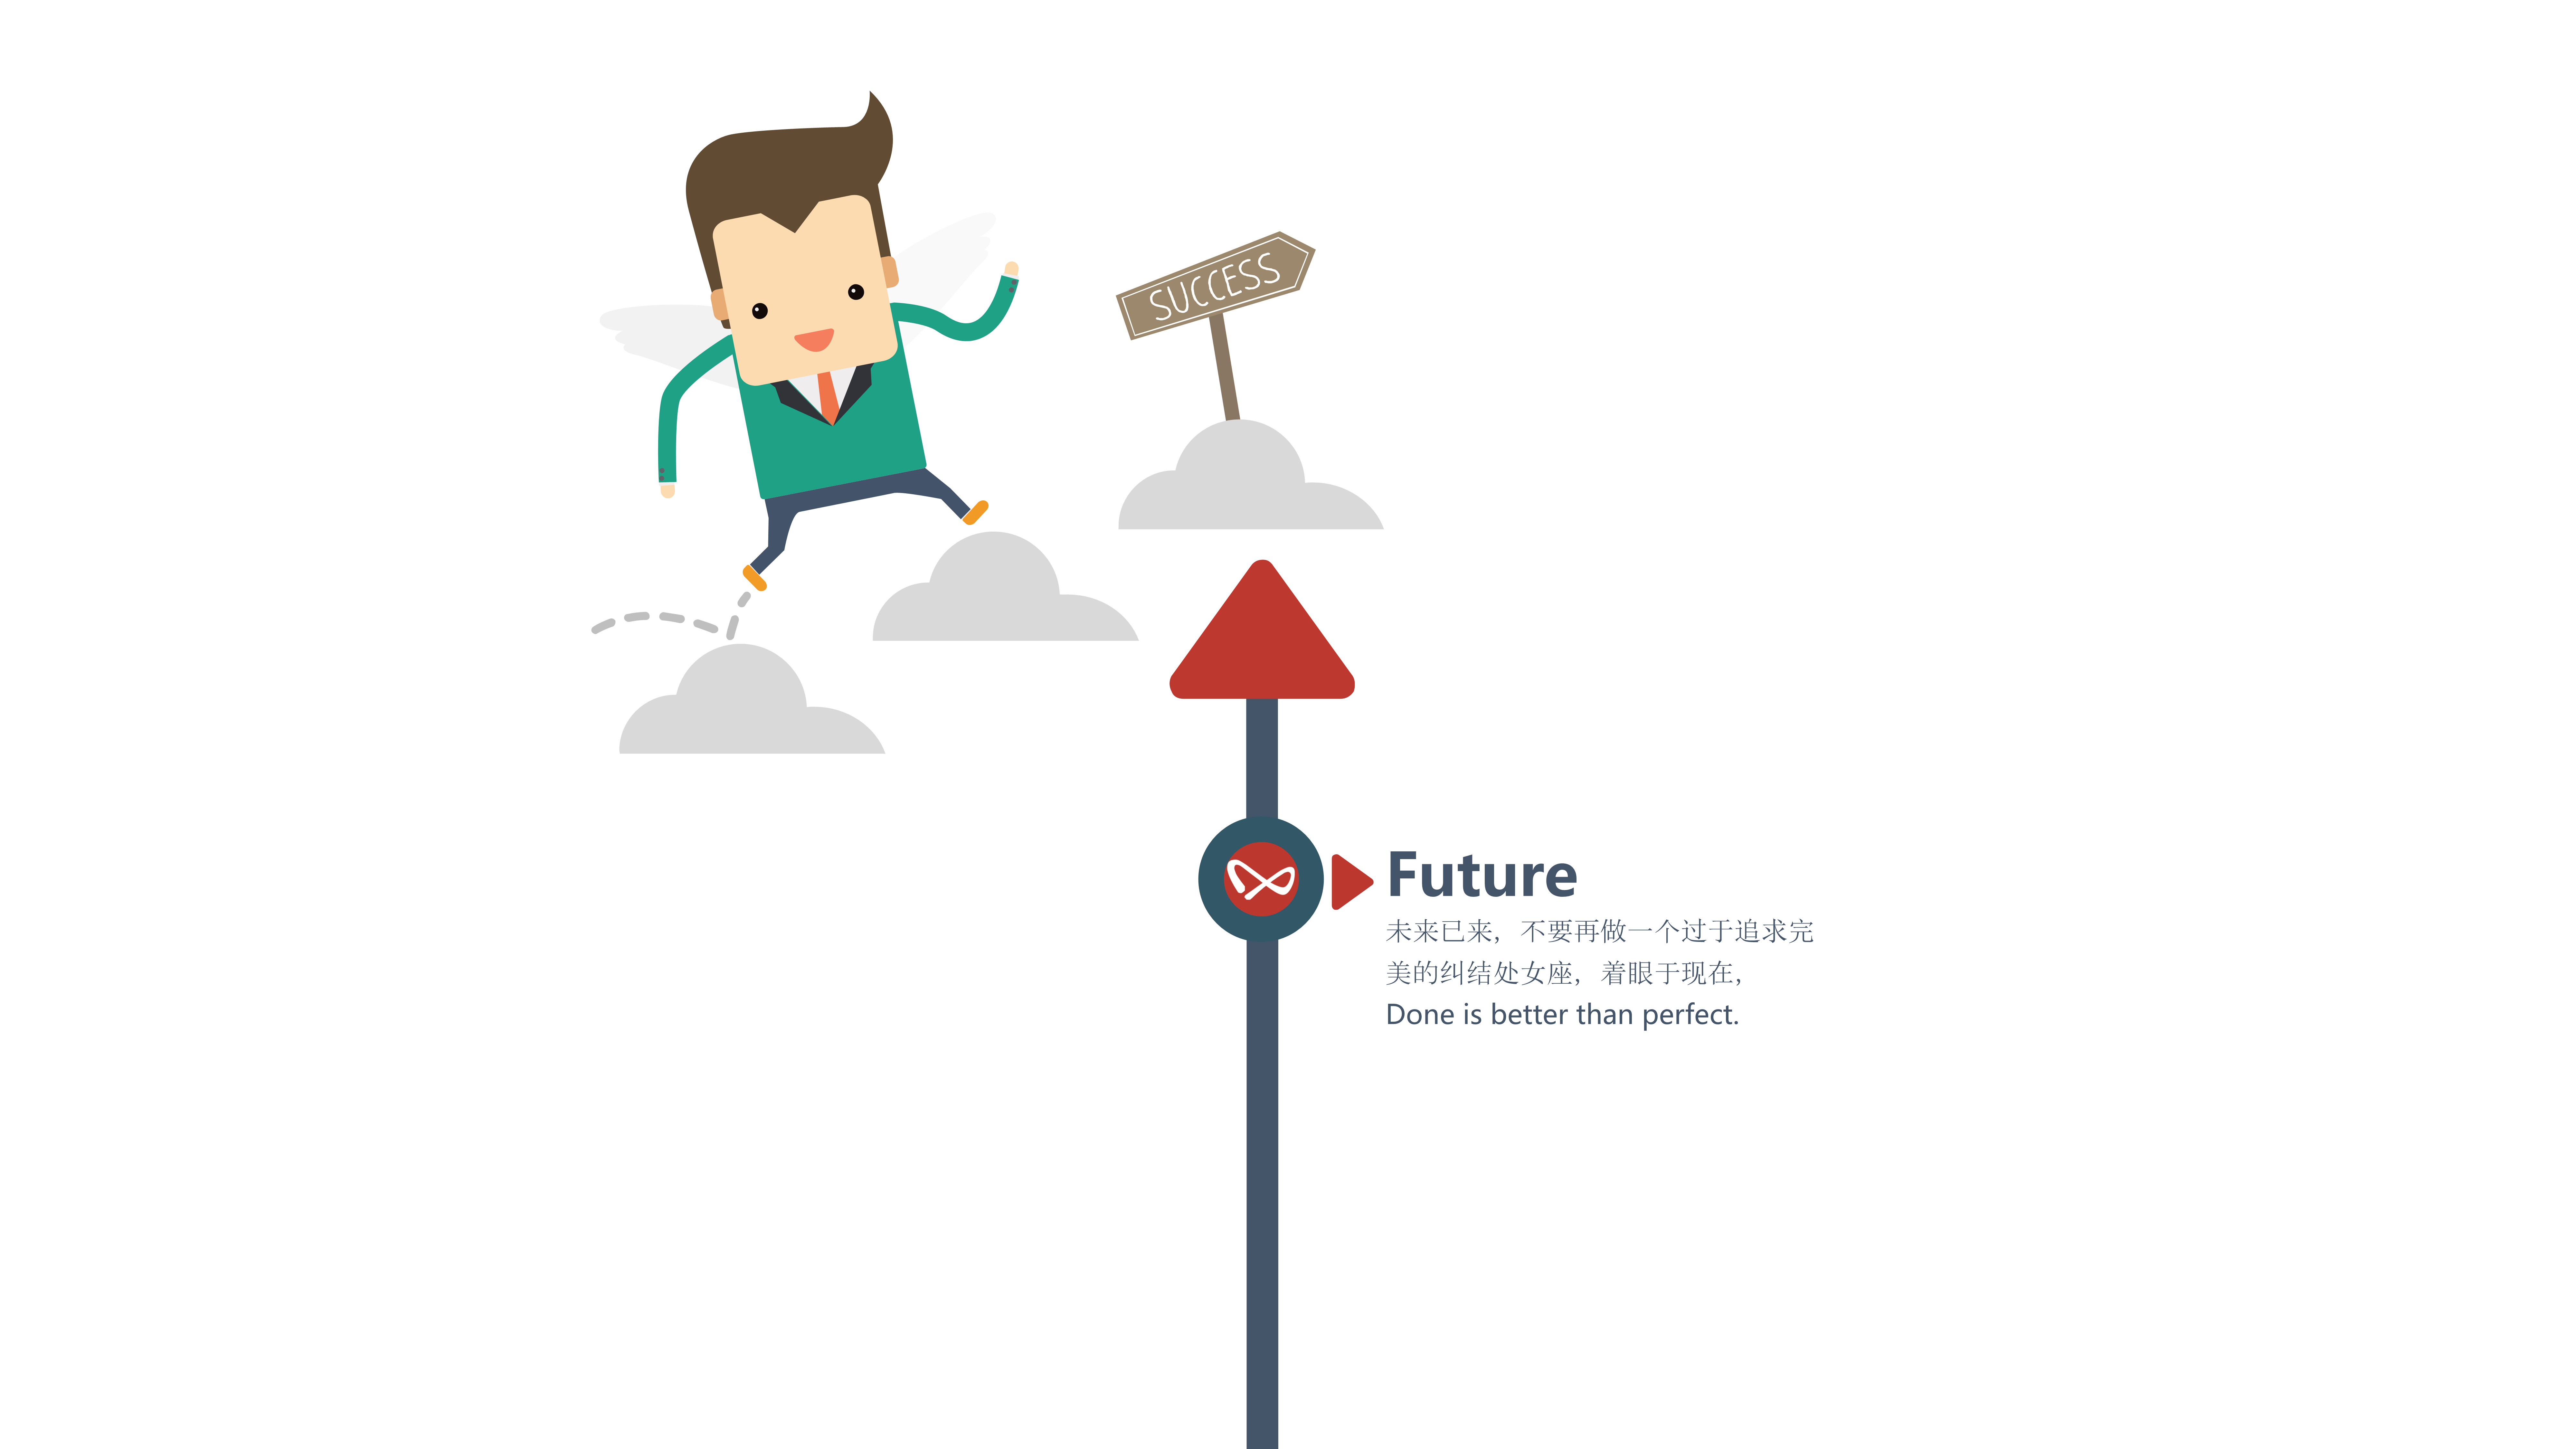 SUCCESS
Future
未来已来，不要再做一个过于追求完
美的纠结处女座，着眼于现在，
Done is better than perfect.